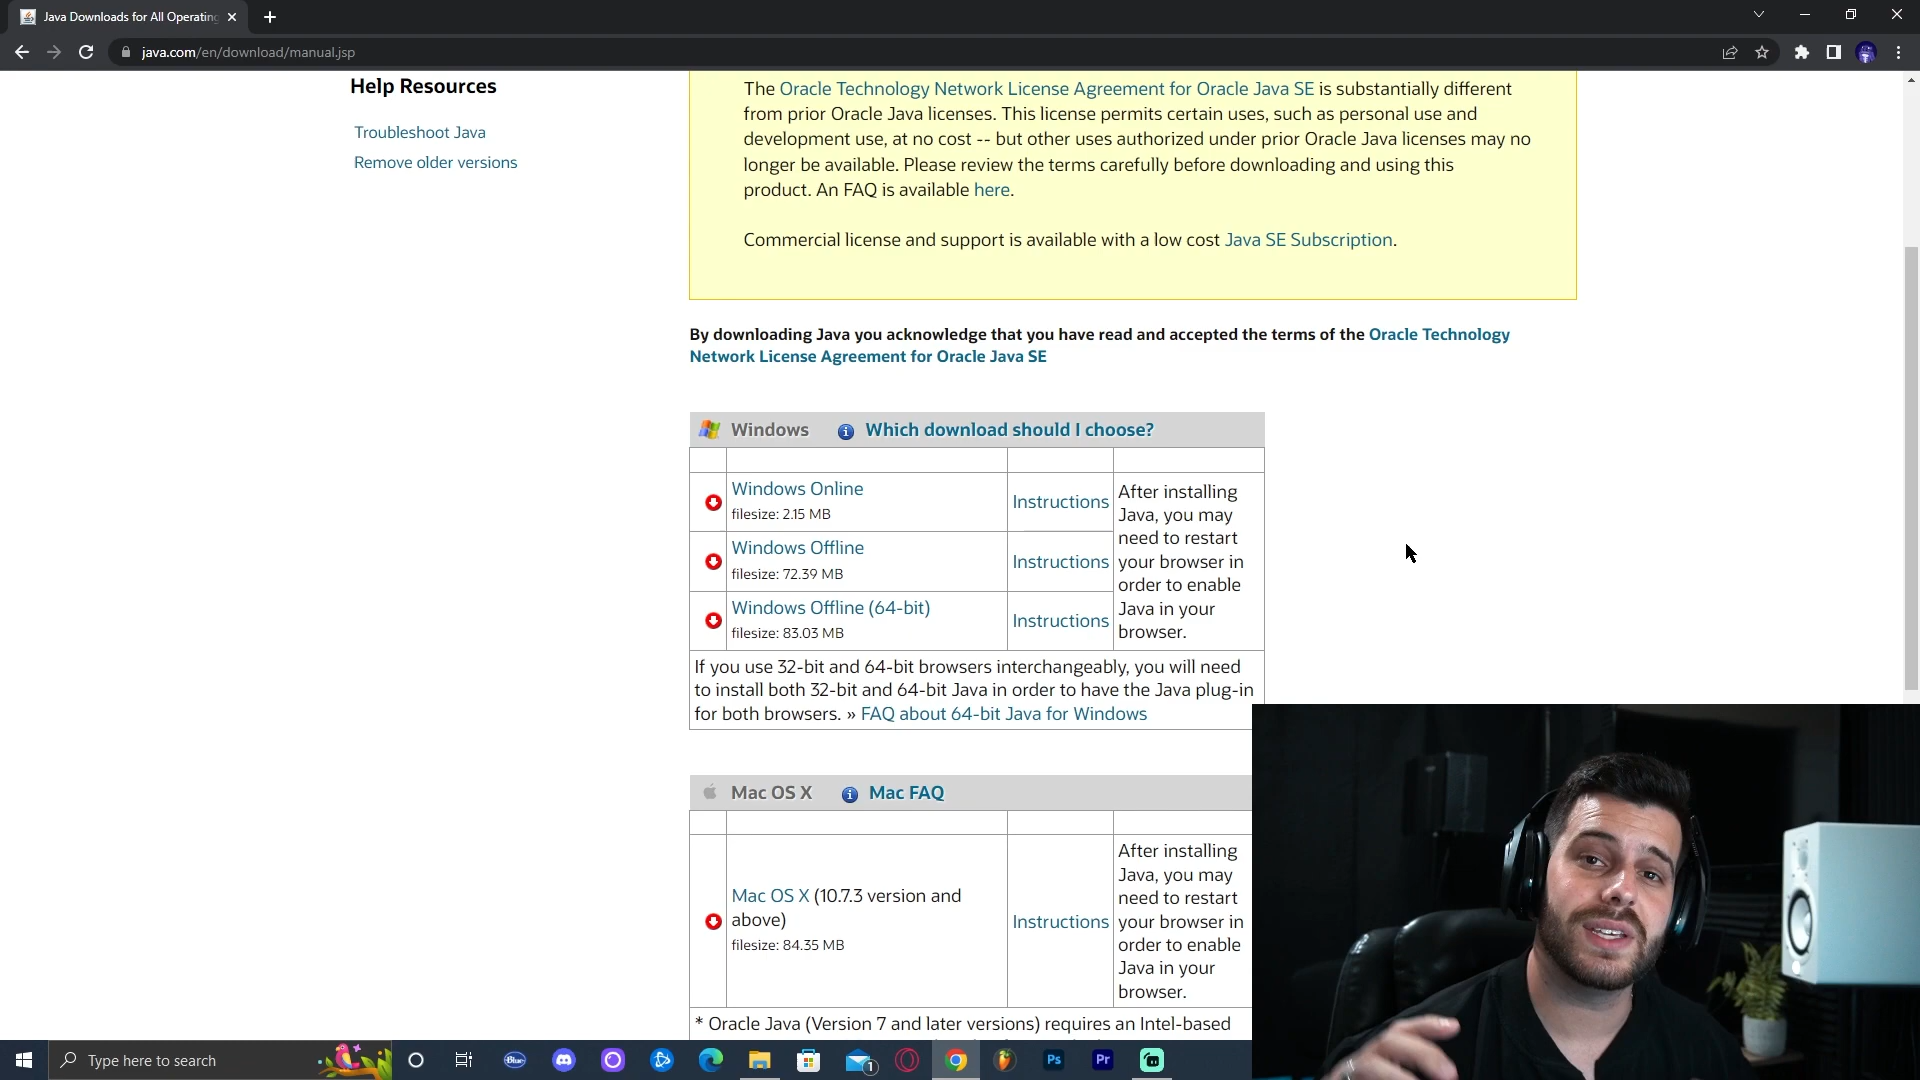 Java Downloads for All Operating
java.com/en/download/manual.jsp
Help Resources
Troubleshoot Java
Remove older versions
The Oracle Technology Network License Agreement for Oracle Java SE is substantially different
from prior Oracle Java licenses. This license permits certain uses, such as personal use and
development use, at no cost -- but other uses authorized under prior Oracle Java licenses may no
longer be available. Please review the terms carefully before downloading and using this
product. An FAQ is available here.
Commercial license and support is available with a low cost Java SE Subscription.
By downloading Java you acknowledge that you have read and accepted the terms of the Oracle Technology
Network License Agreement for Oracle Java SE
Windows Which download should I choose?
Windows Online
filesize: 2.15 MB
Instructions
Windows Offline
filesize: 72.39 MB
Instructions
Windows Offline (64-bit)
filesize: 83.03 MB
Instructions
After installing
Java, you may
need to restart
your browser in
order to enable
Java in your
browser.
If you use 32-bit and 64-bit browsers interchangeably, you will need
to install both 32-bit and 64-bit Java in order to have the Java plug-in
for both browsers. » FAQ about 64-bit Java for Windows
Mac OS X Mac FAQ
Mac OS X (10.7.3 version and
above)
filesize: 84.35 MB
Instructions
After installing
Java, you may
need to restart
your browser in
order to enable
Java in your
browser.
* Oracle Java (Version 7 and later versions) requires an Intel-based
Type here to search
Blue
1
Ps
Pr